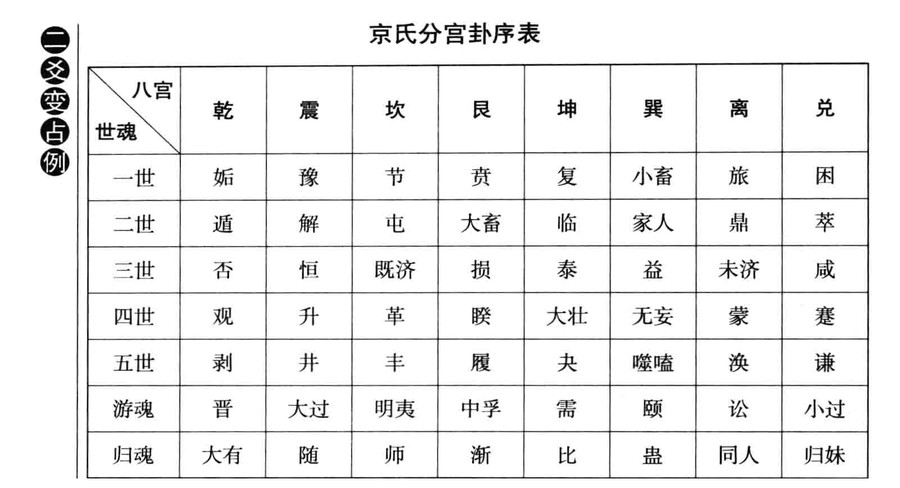 二爻变占例
京氏分宫卦序表
八宫 世魂 乾 震 坎 艮 坤 巽 离 兑
一世 姤 豫 节 贲 复 小畜 旅 困
二世 遁 解 屯 大畜 临 家人 鼎 萃
三世 否 恒 既济 损 泰 益 未济 咸
四世 观 升 革 睽 大壮 无妄 蒙 蹇
五世 剥 井 丰 履 夬 噬嗑 涣 谦
游魂 晋 大过 明夷 中孚 需 颐 讼 小过
归魂 大有 随 师 渐 比 蛊 同人 归妹